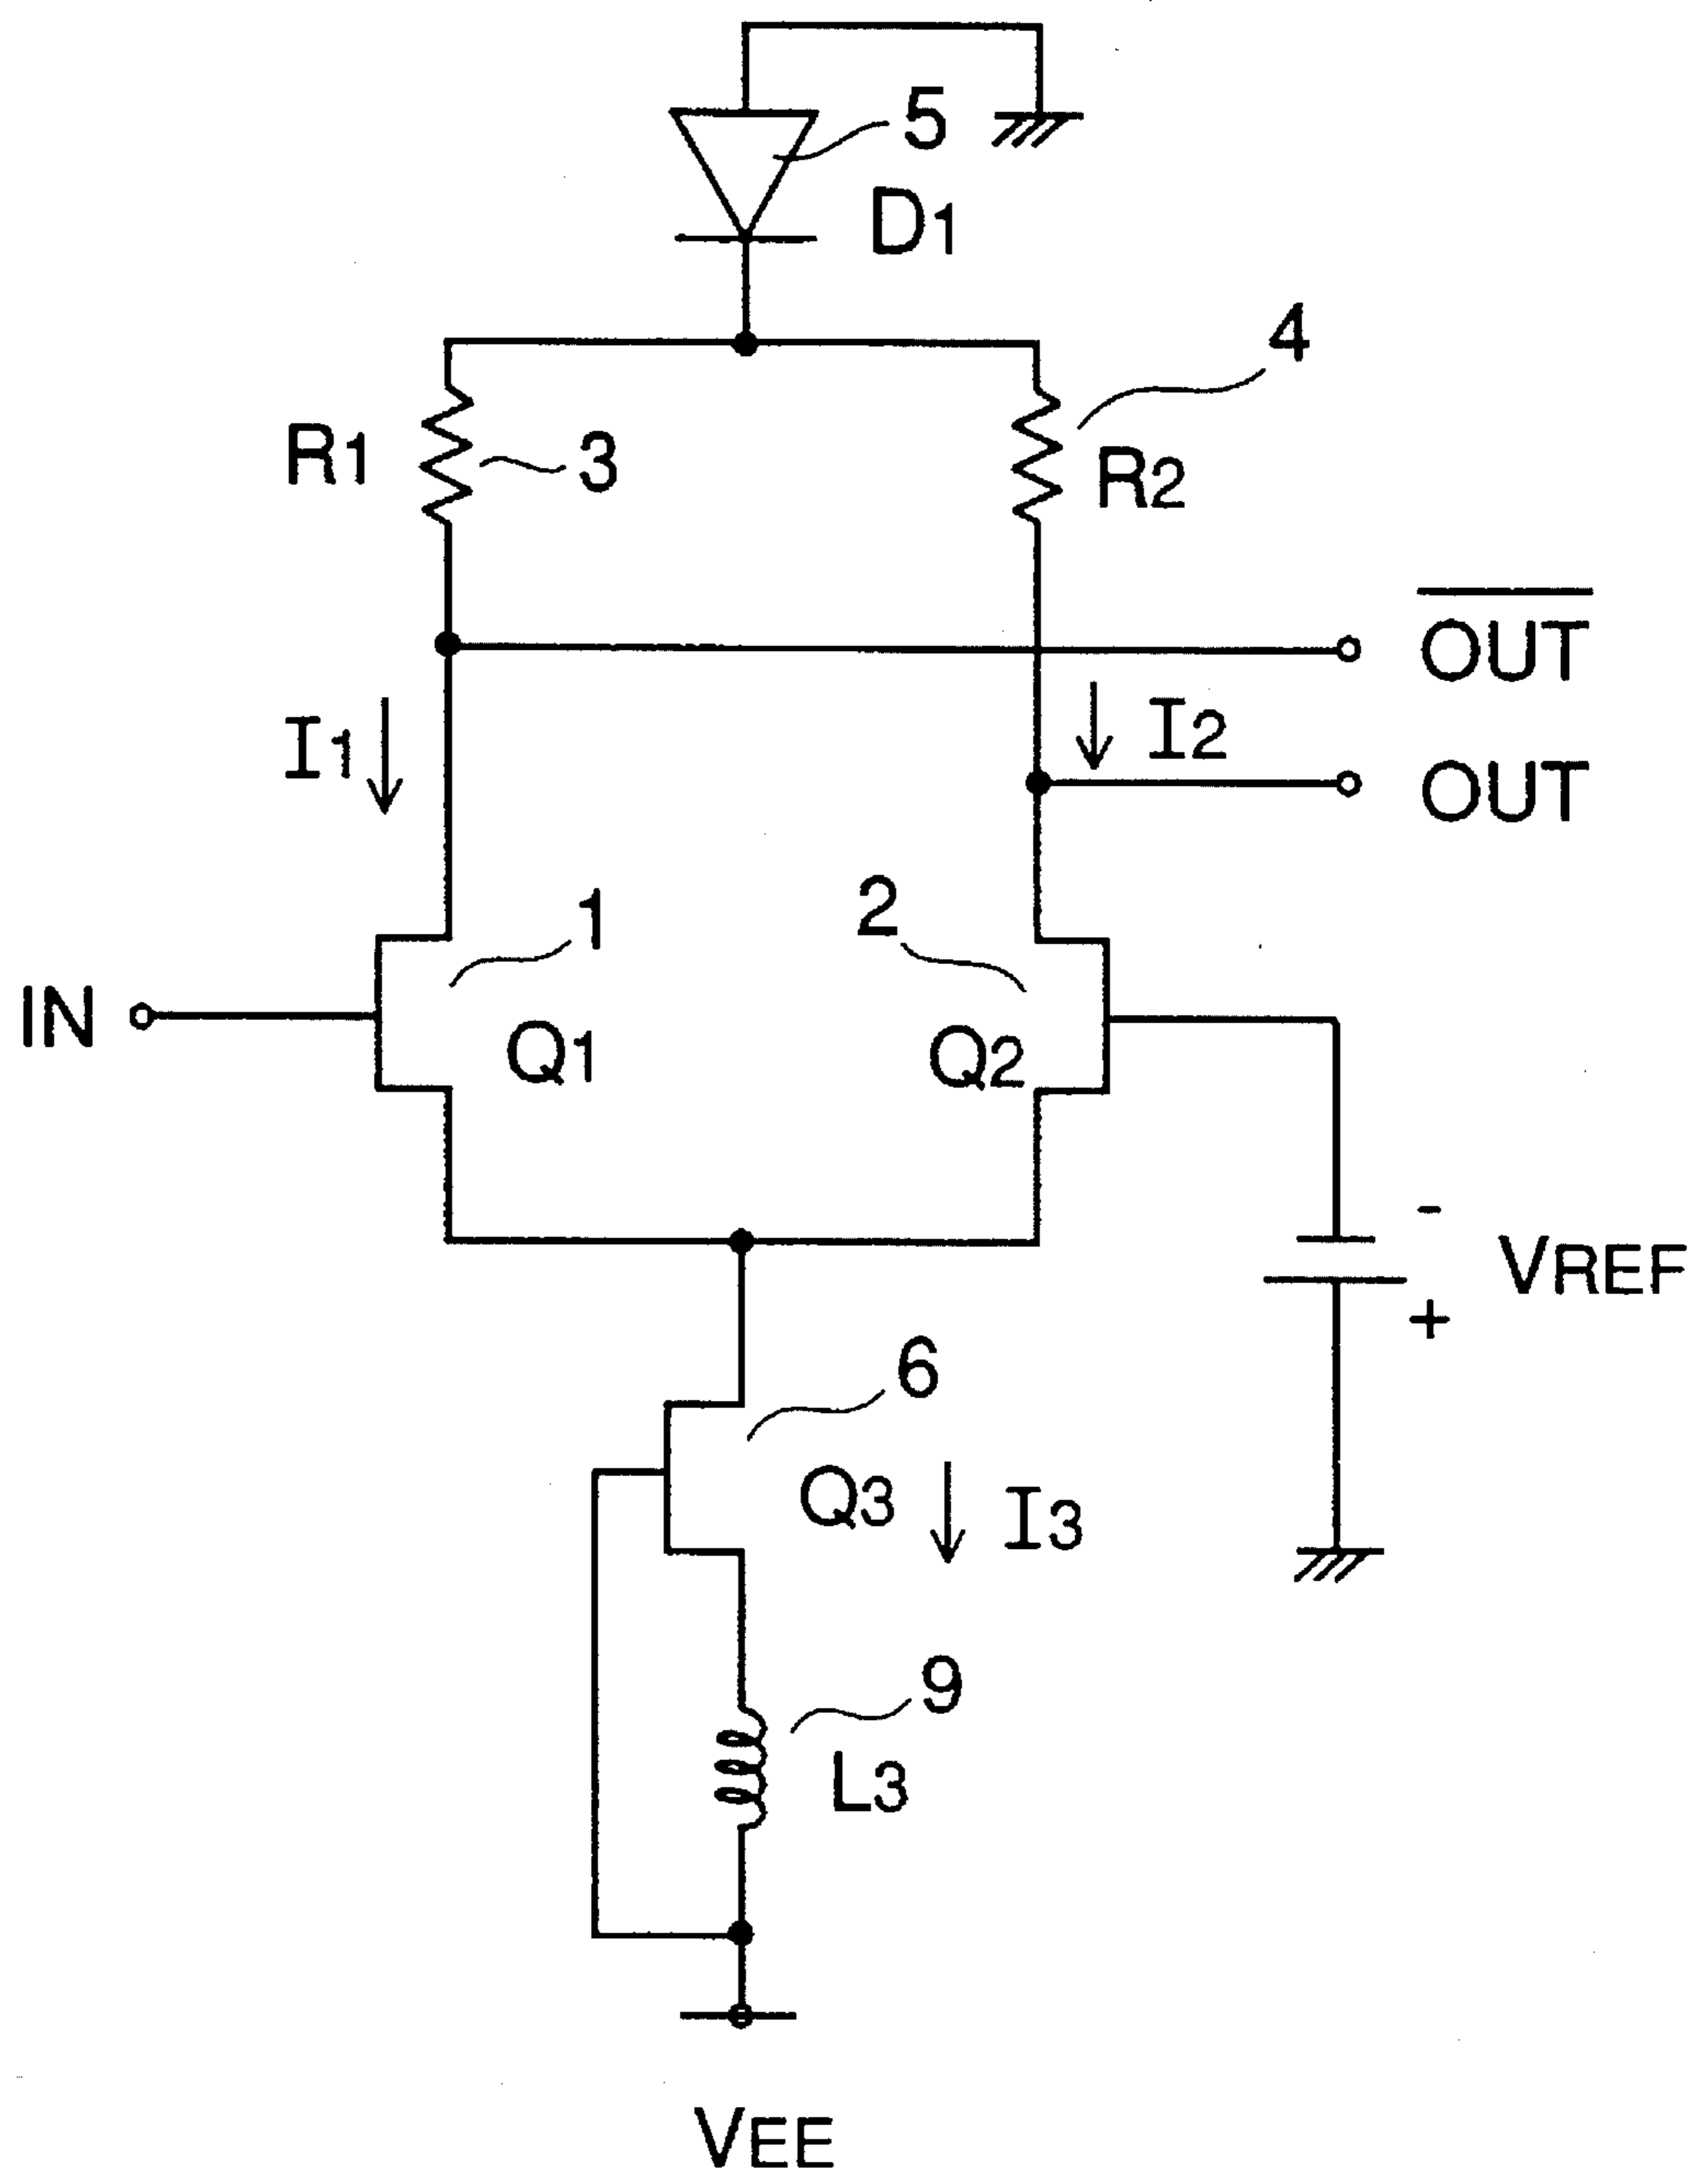 5
D1
4
R1
3
R2
OUT
I1
I2
OUT
1
2
IN
Q1
Q2
-
VREF
+
6
Q3
I3
9
L3
VEE